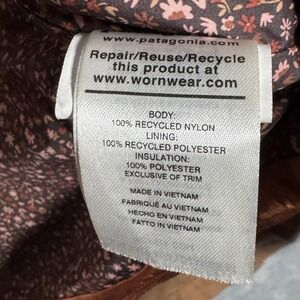 www.patagonia.com
Repair/Reuse/Recycle
this product at
www.wornwear.com
BODY:
100% RECYCLED NYLON
LINING:
100% RECYCLED POLYESTER
INSULATION:
100% POLYESTER
EXCLUSIVE OF TRIM
MADE IN VIETNAM
FABRIQUÉ AU VIETNAM
HECHO EN VIETNAM
FATTO IN VIETNAM